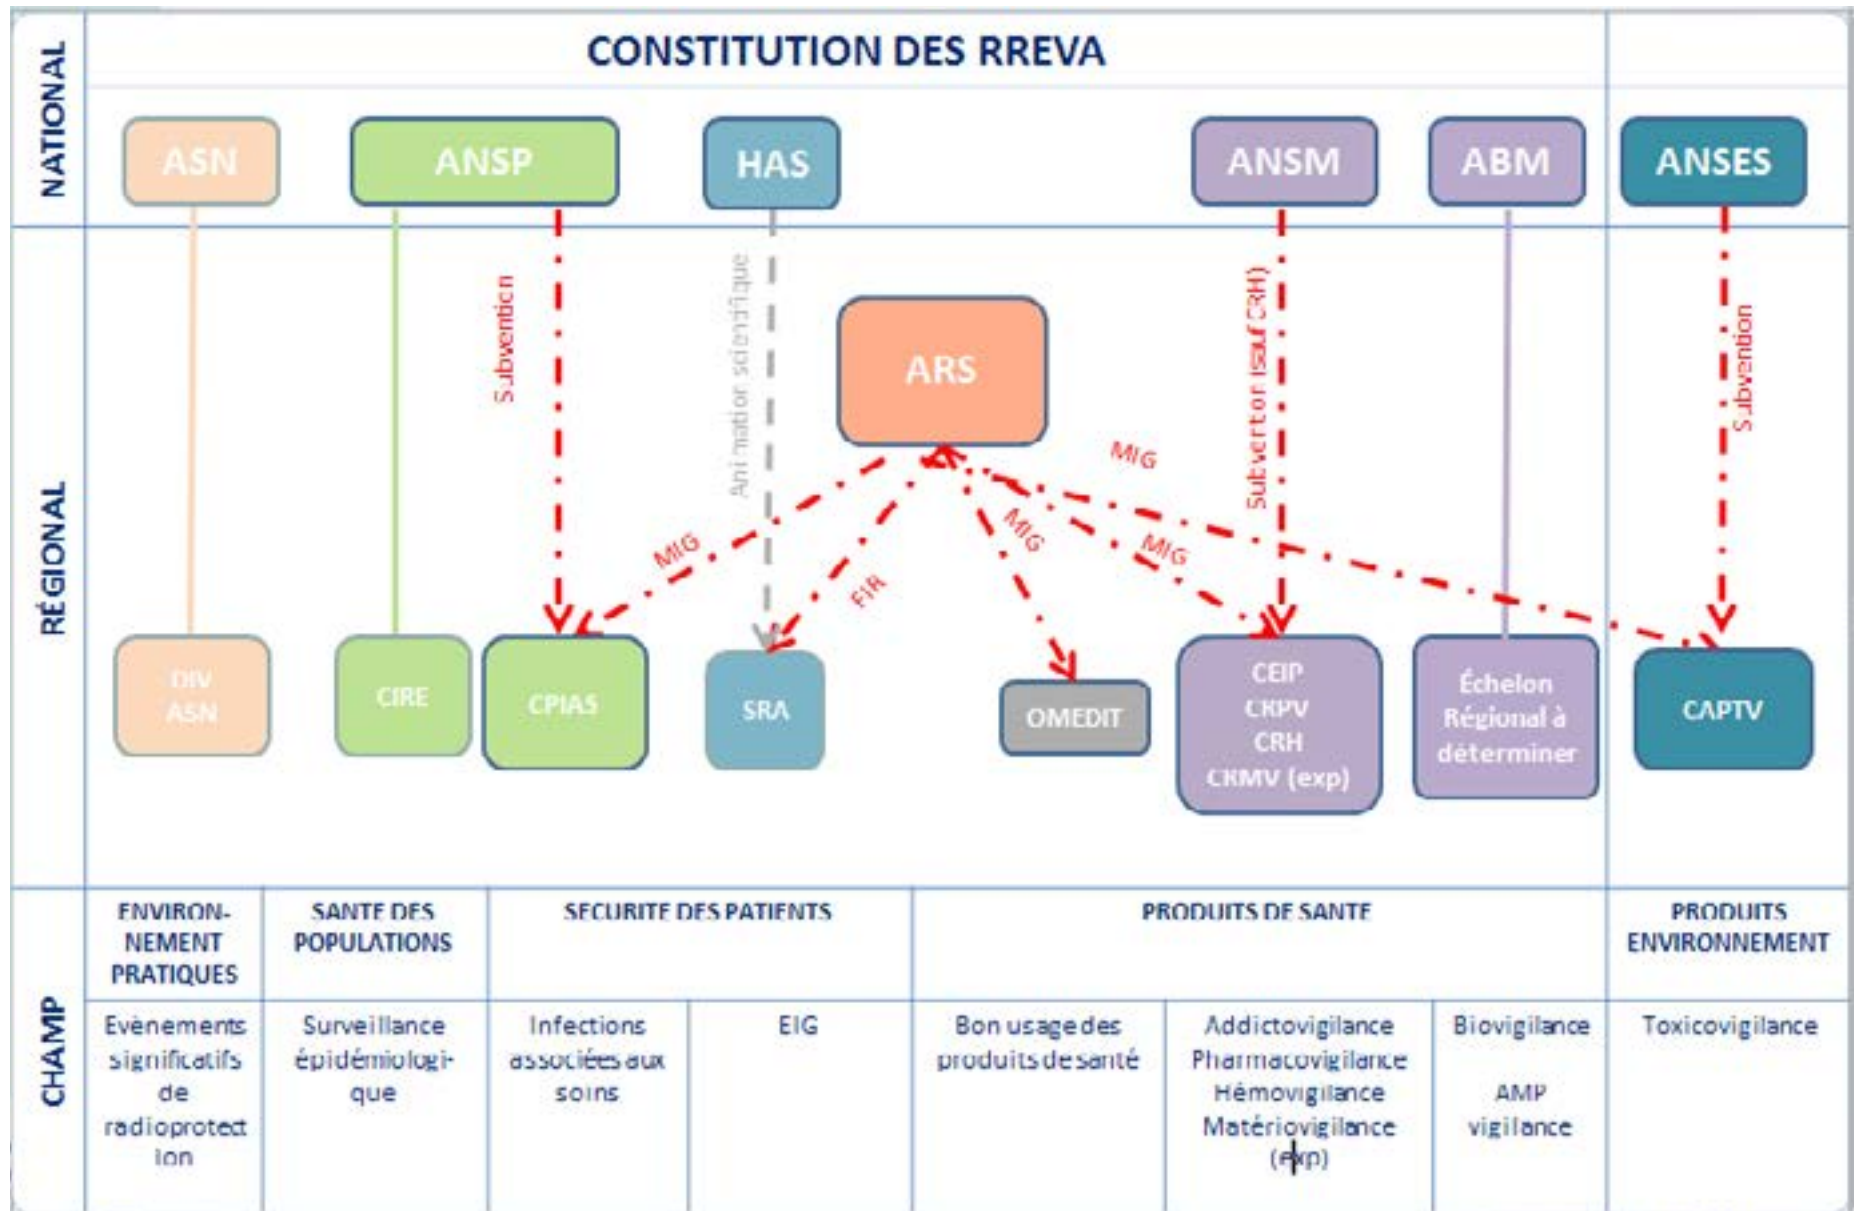 CONSTITUTION DES RREVA
NATIONAL
ASN
ANSP
HAS
ANSM
ABM
ANSES
RÉGIONAL
Subvention
Animation scientifique
ARS
Subvention (sauf CRH)
Subvention
MIG
MIG
FIR
MIG
MIG
DIV
ASN
CIRE
CPIAS
SRA
OMEDIT
CEIP
CRPV
CRH
CRMV (exp)
Échelon
Régional à
déterminer
CAPTV
CHAMP
ENVIRON-
NEMENT
PRATIQUES
SANTE DES
POPULATIONS
SECURITE DES PATIENTS
PRODUITS DE SANTE
PRODUITS
ENVIRONNEMENT
Evènements
significatifs
de
radioprotect
ion
Surveillance
épidémiologi-
que
Infections
associées aux
soins
EIG
Bon usage des
produits de santé
Addictovigilance
Pharmacovigilance
Hémovigilance
Matériovigilance
(exp)
Biovigilance
AMP
vigilance
Toxicovigilance